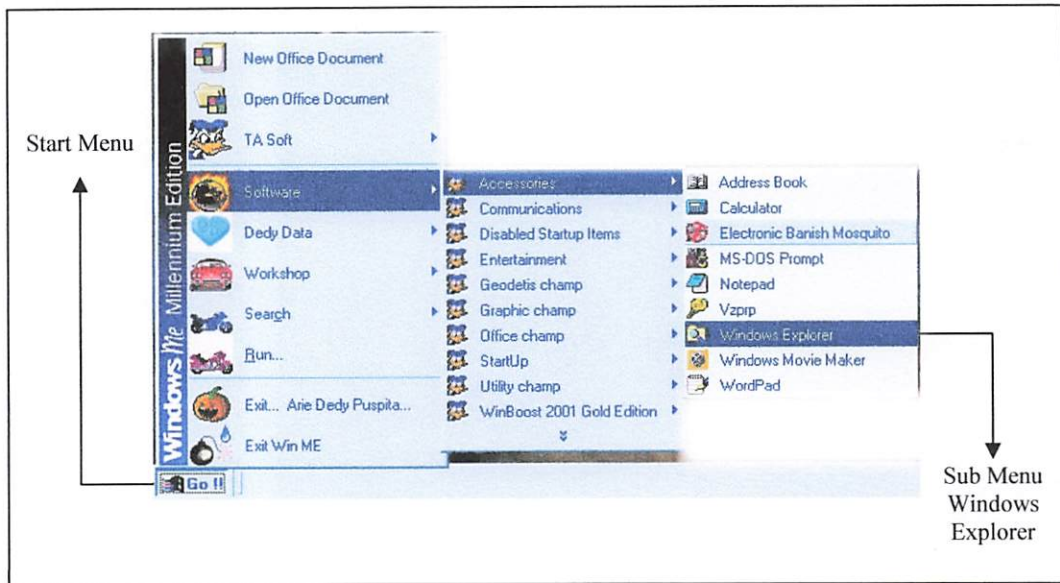 Start Menu
Windows Me Millennium Edition
New Office Document
Open Office Document
TA Soft
Software
Dedy Data
Workshop
Search
Run...
Exit... Arie Dedy Puspita...
Exit Win ME
Go !!
Accessories
Communications
Disabled Startup Items
Entertainment
Geodetis champ
Graphic champ
Office champ
StartUp
Utility champ
WinBoost 2001 Gold Edition
Address Book
Calculator
Electronic Banish Mosquito
MS-DOS Prompt
Notepad
Vzprp
Windows Explorer
Windows Movie Maker
WordPad
Sub Menu
Windows
Explorer